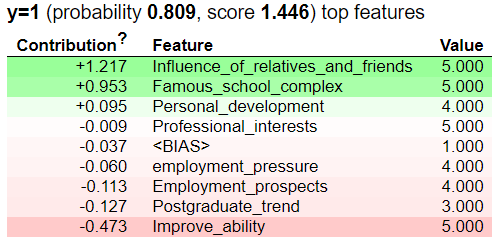 y=1 (probability 0.809, score 1.446) top features
Contribution? Feature Value
+1.217 Influence_of_relatives_and_friends 5.000
+0.953 Famous_school_complex 5.000
+0.095 Personal_development 4.000
-0.009 Professional_interests 5.000
-0.037 <BIAS> 1.000
-0.060 employment_pressure 4.000
-0.113 Employment_prospects 4.000
-0.127 Postgraduate_trend 3.000
-0.473 Improve_ability 5.000